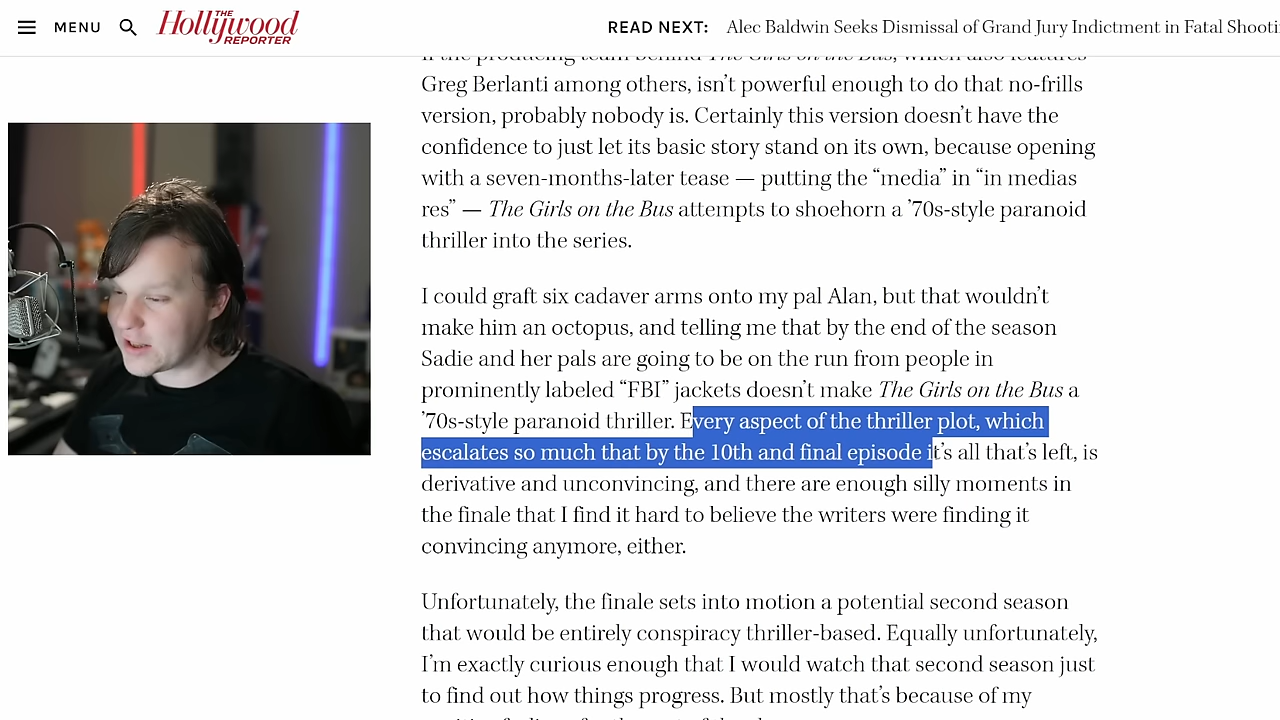 MENU
THE
Hollywood
REPORTER
READ NEXT: Alec Baldwin Seeks Dismissal of Grand Jury Indictment in Fatal Shooti
If the producing team behind The Girls on the Bus, which also features
Greg Berlanti among others, isn’t powerful enough to do that no-frills
version, probably nobody is. Certainly this version doesn’t have the
confidence to just let its basic story stand on its own, because opening
with a seven-months-later tease — putting the “media” in “in medias
res” — The Girls on the Bus attempts to shoehorn a ’70s-style paranoid
thriller into the series.
I could graft six cadaver arms onto my pal Alan, but that wouldn’t
make him an octopus, and telling me that by the end of the season
Sadie and her pals are going to be on the run from people in
prominently labeled “FBI” jackets doesn’t make The Girls on the Bus a
’70s-style paranoid thriller. Every aspect of the thriller plot, which
escalates so much that by the 10th and final episode it’s all that’s left, is
derivative and unconvincing, and there are enough silly moments in
the finale that I find it hard to believe the writers were finding it
convincing anymore, either.
Unfortunately, the finale sets into motion a potential second season
that would be entirely conspiracy thriller-based. Equally unfortunately,
I’m exactly curious enough that I would watch that second season just
to find out how things progress. But mostly that’s because of my